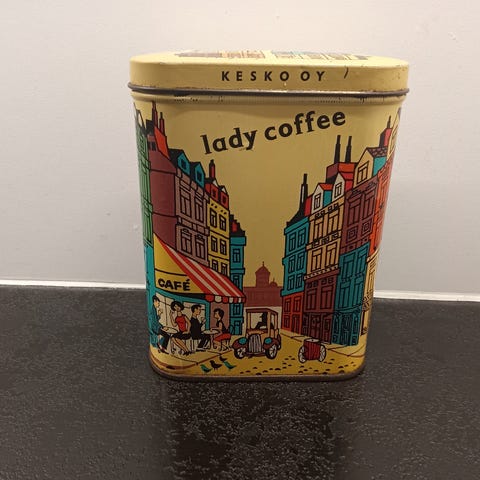 KESKO OY
lady coffee
CAFÉ